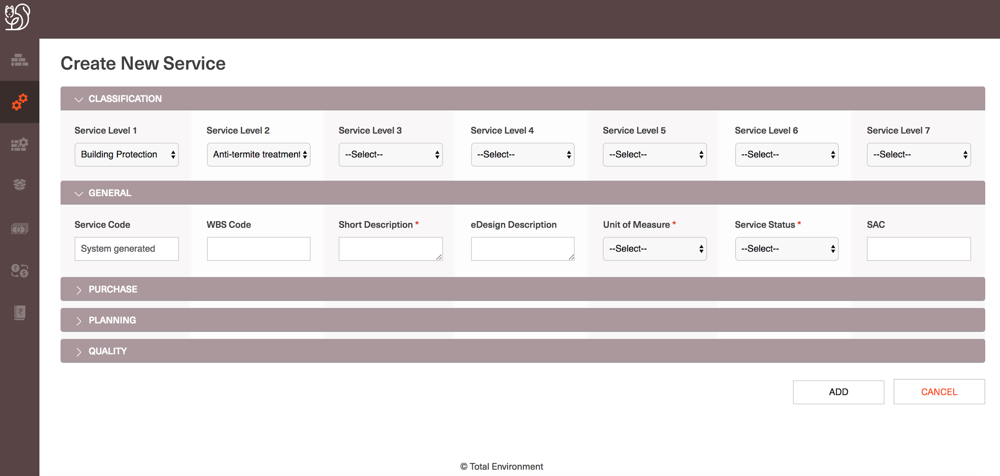 Create New Service
CLASSIFICATION
Service Level 1 Service Level 2 Service Level 3 Service Level 4 Service Level 5 Service Level 6 Service Level 7
Building Protection Anti-termite treatment --Select-- --Select-- --Select-- --Select-- --Select--
GENERAL
Service Code WBS Code Short Description * eDesign Description Unit of Measure * Service Status * SAC
System generated --Select-- --Select--
PURCHASE
PLANNING
QUALITY
ADD CANCEL
© Total Environment